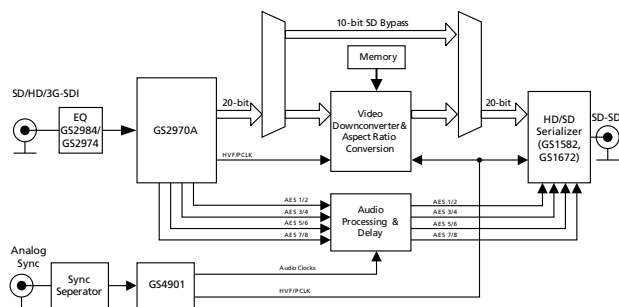 10-bit SD Bypass
Memory
SD/HD/3G-SDI
EQ
GS2984/
GS2974
GS2970A
20-bit
HVF/PCLK
Video
Downconverter&
Aspect Ratio
Conversion
20-bit
HD/SD
Serializer
(GS1582,
GS1672)
SD-SD
AES 1/2
AES 3/4
AES 5/6
AES 7/8
Audio
Processing &
Delay
AES 1/2
AES 3/4
AES 5/6
AES 7/8
Analog
Sync
Sync
Seperator
GS4901
Audio Clocks
HVF/PCLK